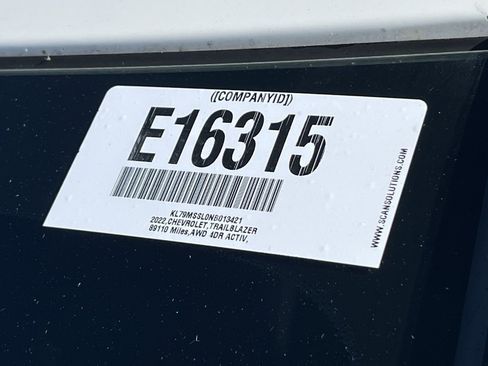 ([COMPANYID])
E16315
KL79MSSL0NB013421
2022,CHEVROLET,TRAILBLAZER
89110 Miles,AWD 4DR ACTIV,
WWW.SCANSOLUTIONS.COM